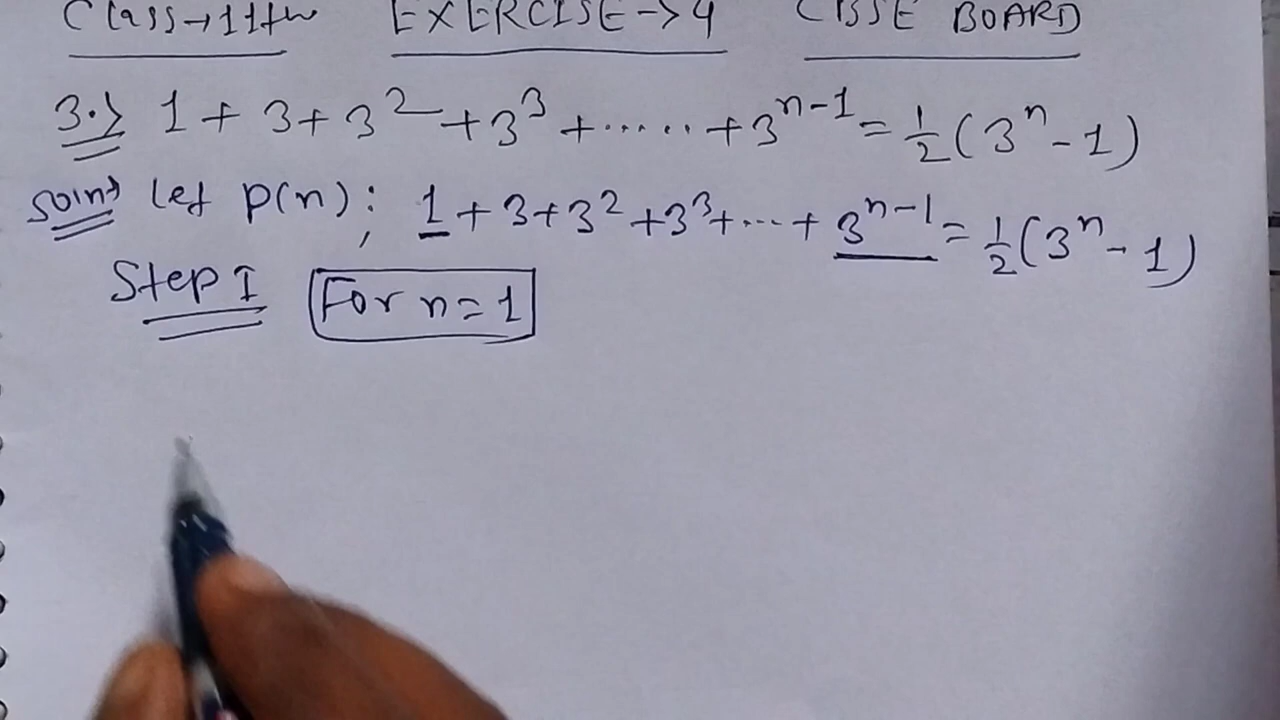 Class→11th EXERCISE→4 CBSE BOARD
3.) 1 + 3 + 3² + 3³ + ..... + 3ⁿ⁻¹ = 1/2 (3ⁿ - 1)
Soln) Let P(n) ; 1 + 3 + 3² + 3³ + ... + 3ⁿ⁻¹ = 1/2 (3ⁿ - 1)
Step I For n = 1